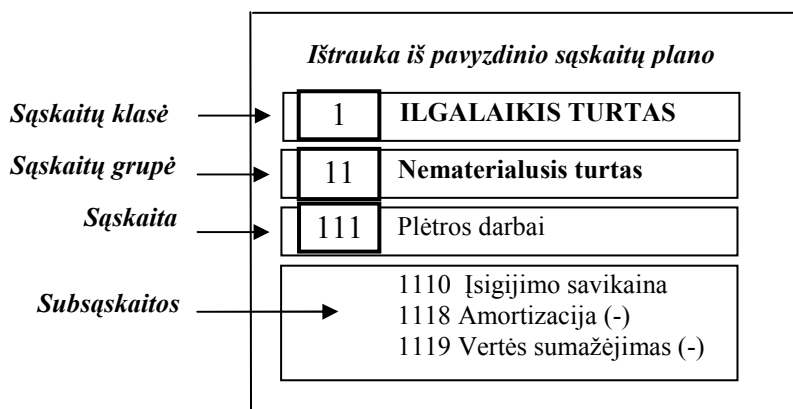 Ištrauka iš pavyzdinio sąskaitų plano
Sąskaitų klasė 1 ILGALAIKIS TURTAS
Sąskaitų grupė 11 Nematerialusis turtas
Sąskaita 111 Plėtros darbai
1110 Įsigijimo savikaina
Subsąskaitos 1118 Amortizacija (-)
1119 Vertės sumažėjimas (-)